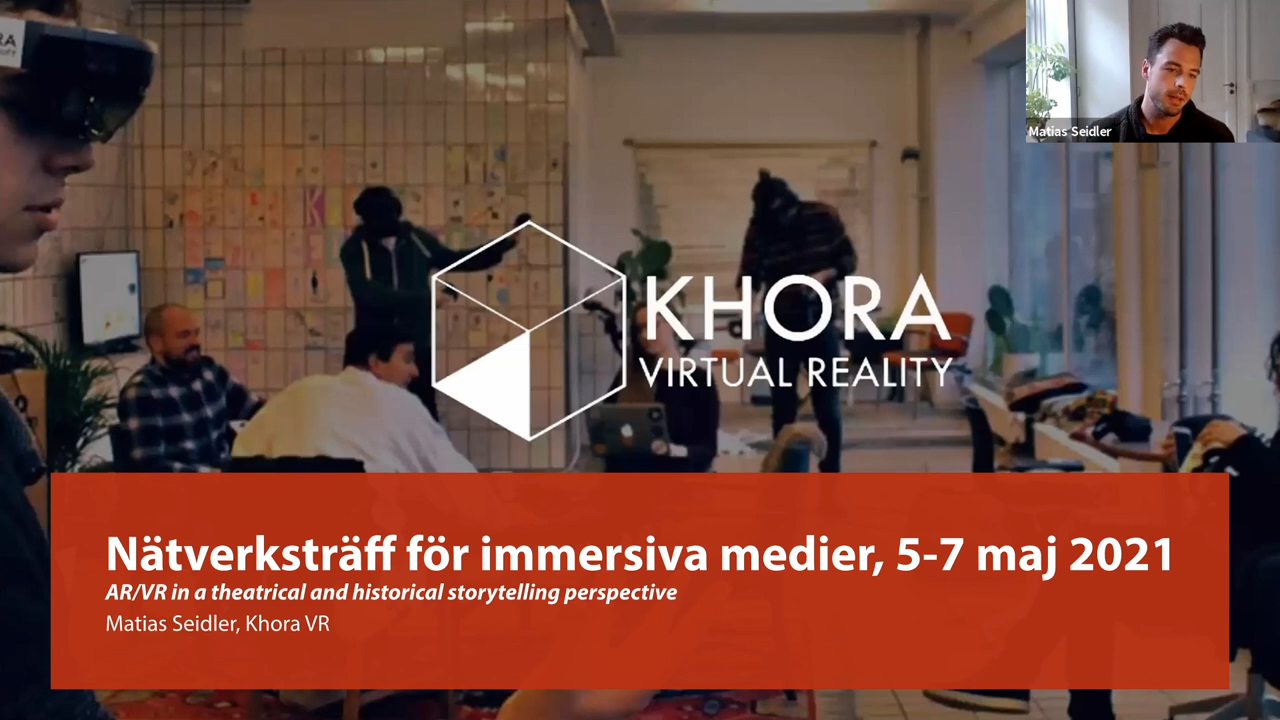 RA
Matias Seidler
KHORA
VIRTUAL REALITY
Nätverksträff för immersiva medier, 5-7 maj 2021
AR/VR in a theatrical and historical storytelling perspective
Matias Seidler, Khora VR